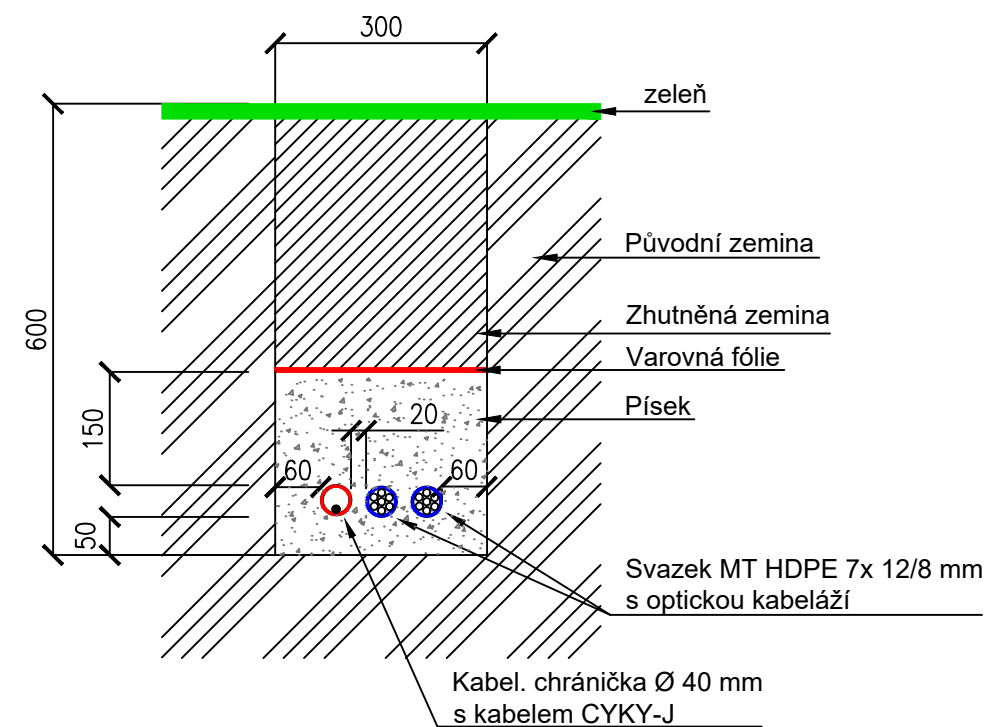 300
zeleň
Původní zemina
600
Zhutněná zemina
Varovná fólie
Písek
150
20
60
60
50
Svazek MT HDPE 7x 12/8 mm
s optickou kabeláží
Kabel. chránička Ø 40 mm
s kabelem CYKY-J